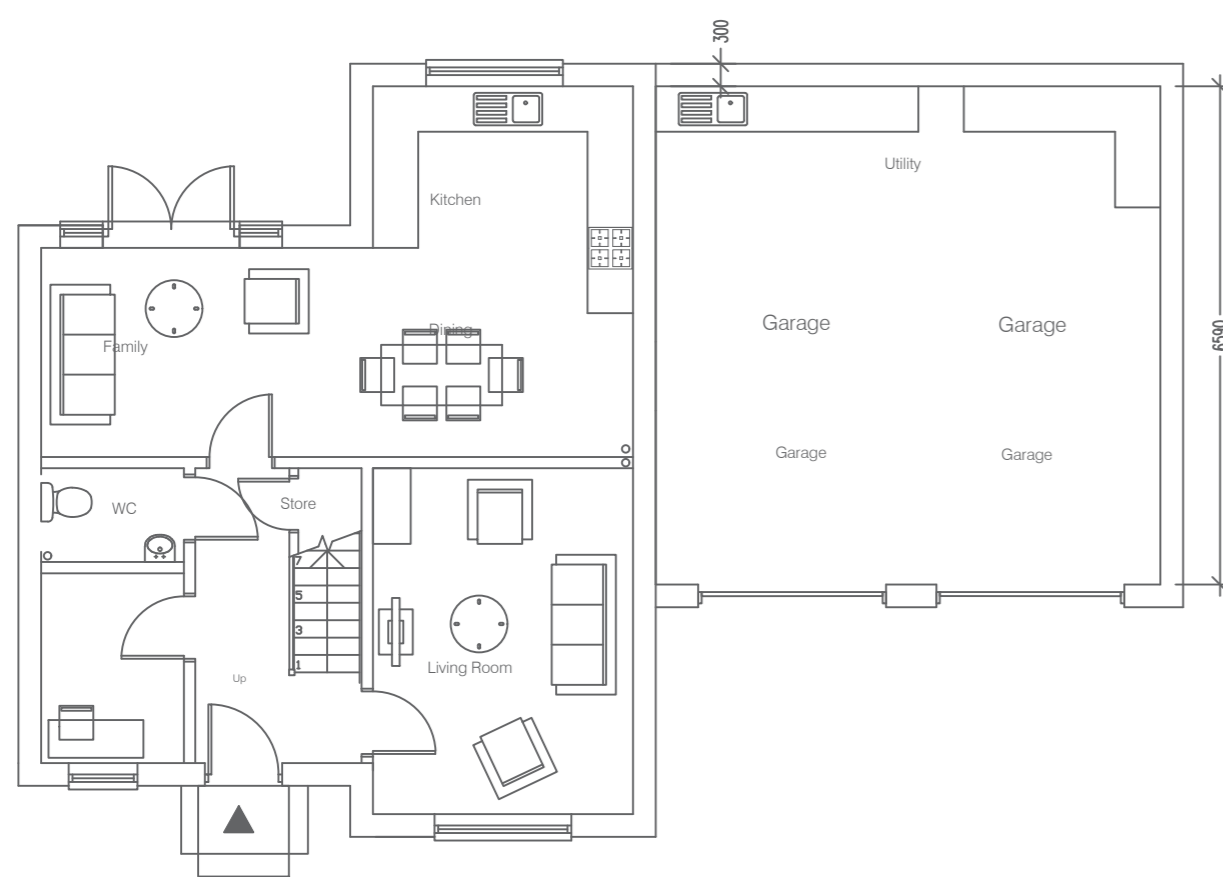 300
Utility
Kitchen
Garage
Garage
6590
Dining
Family
Garage
Garage
Store
WC
7
5
3
1
Living Room
Up